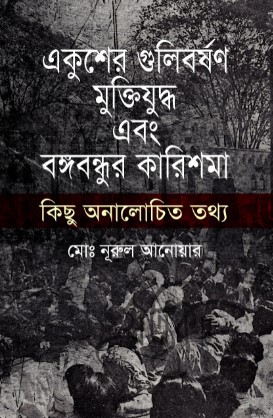 একুশের গুলিবর্ষণ
মুক্তিযুদ্ধ
এবং
বঙ্গবন্ধুর কারিশমা
কিছু অনালোচিত তথ্য
মোঃ নূরুল আনোয়ার